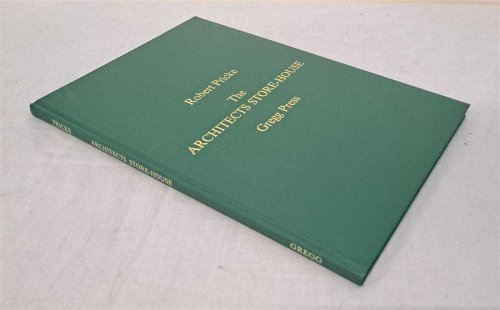 Robert Pricke
The
ARCHITECTS STORE-HOUSE
Gregg Press
PRICKE ARCHITECTS STORE-HOUSE GREGG